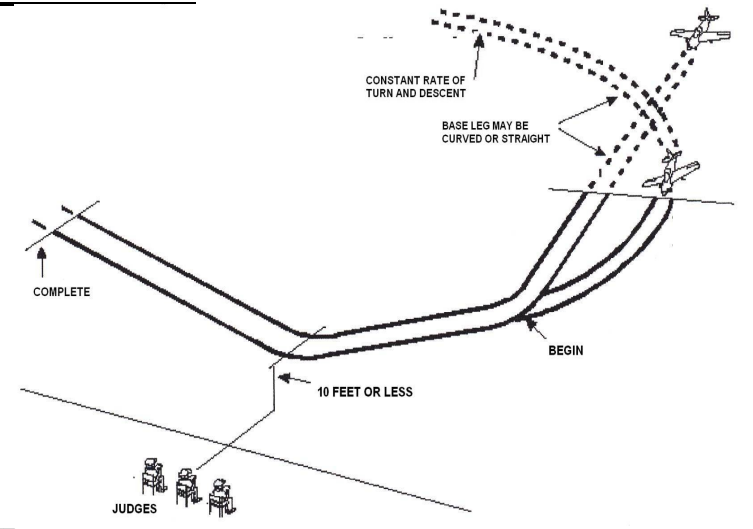 CONSTANT RATE OF
TURN AND DESCENT
BASE LEG MAY BE
CURVED OR STRAIGHT
COMPLETE
BEGIN
10 FEET OR LESS
JUDGES